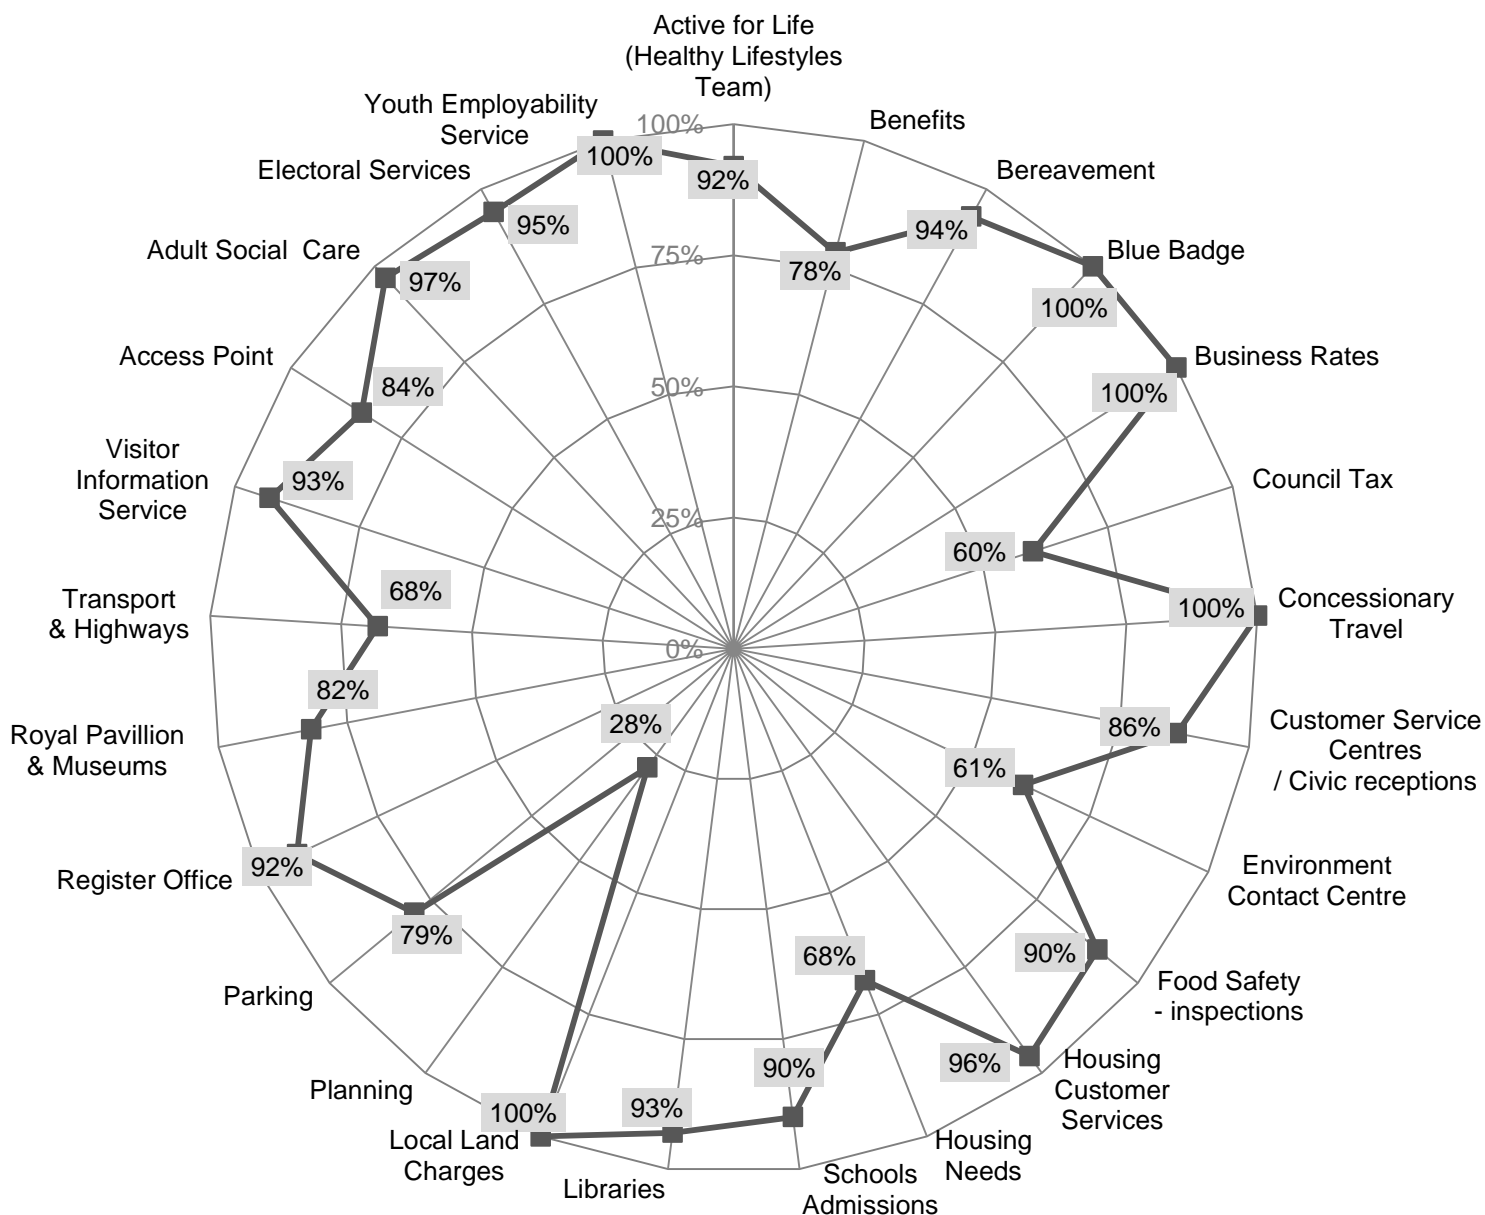 Active for Life
(Healthy Lifestyles
Team)
Benefits
Bereavement
Blue Badge
Business Rates
Council Tax
Concessionary
Travel
Customer Service
Centres
/ Civic receptions
Environment
Contact Centre
Food Safety
- inspections
Housing
Customer
Services
Housing
Needs
Schools
Admissions
Libraries
Local Land
Charges
Planning
Parking
Register Office
Royal Pavillion
& Museums
Transport
& Highways
Visitor
Information
Service
Access Point
Adult Social  Care
Electoral Services
Youth Employability
Service
100%
75%
50%
25%
0%
92%
78%
94%
100%
100%
60%
100%
86%
61%
90%
96%
68%
90%
93%
100%
28%
79%
92%
82%
68%
93%
84%
97%
95%
100%